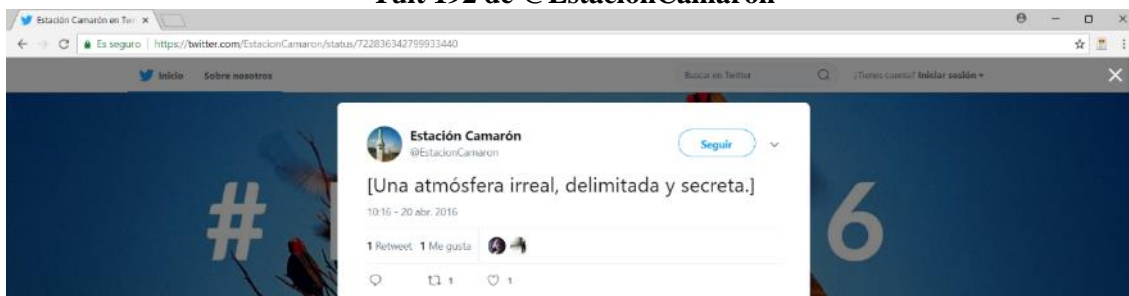 Tuit 192 de @EstacionCamaron
Estación Camarón en Twi
Es seguro https://twitter.com/EstacionCamaron/status/722836342799933440
Inicio Sobre nosotros Buscar en Twitter ¿Tienes cuenta? Iniciar sesión
Estación Camarón
@EstacionCamaron
Seguir
[Una atmósfera irreal, delimitada y secreta.]
10:16 - 20 abr. 2016
1 Retweet 1 Me gusta
1 1
# 6